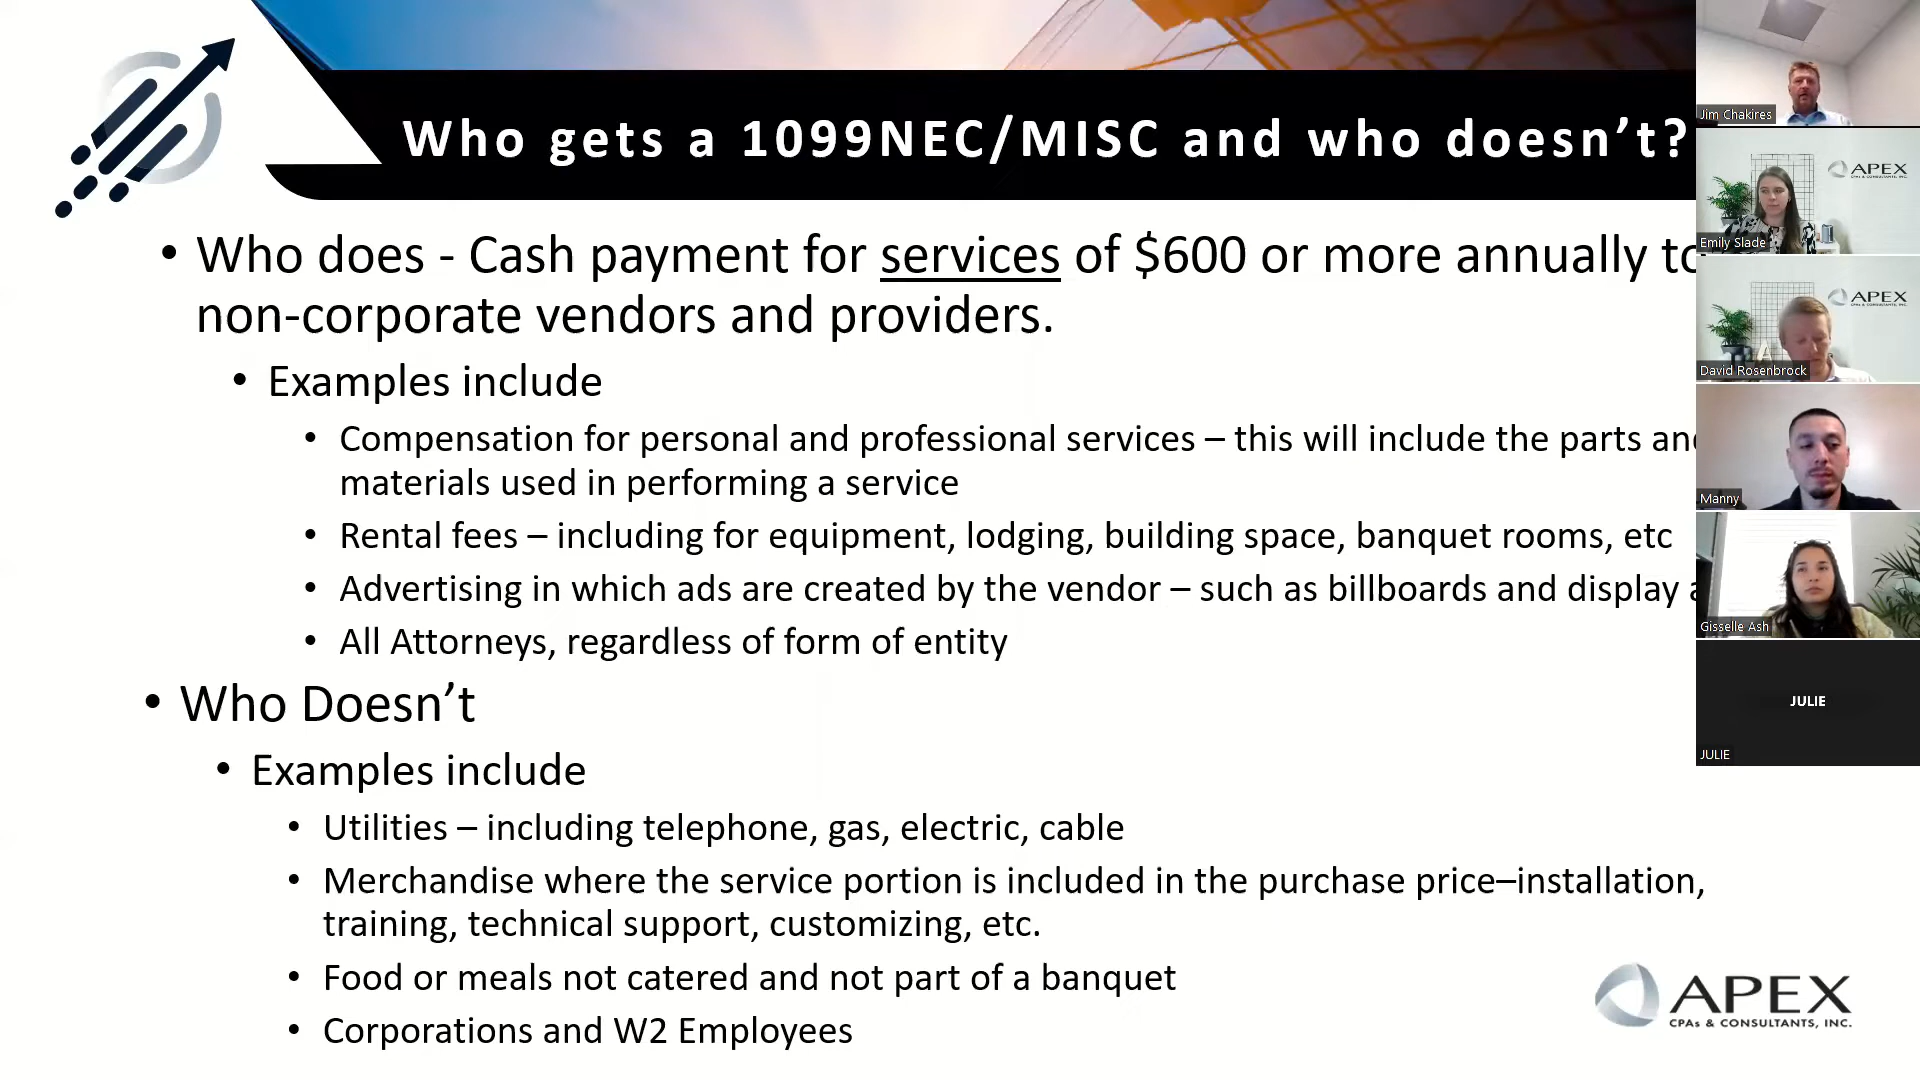 Who gets a 1099NEC/MISC and who doesn’t?
• Who does - Cash payment for services of $600 or more annually to
non-corporate vendors and providers.
• Examples include
• Compensation for personal and professional services – this will include the parts and
materials used in performing a service
• Rental fees – including for equipment, lodging, building space, banquet rooms, etc
• Advertising in which ads are created by the vendor – such as billboards and display
• All Attorneys, regardless of form of entity
• Who Doesn’t
• Examples include
• Utilities – including telephone, gas, electric, cable
• Merchandise where the service portion is included in the purchase price–installation,
training, technical support, customizing, etc.
• Food or meals not catered and not part of a banquet
• Corporations and W2 Employees
APEX
CPAs & CONSULTANTS, INC.
Jim Chakires
APEX
CPAs & CONSULTANTS, INC.
Emily Slade
APEX
CPAs & CONSULTANTS, INC.
David Rosenbrock
Manny
Gisselle Ash
JULIE
JULIE